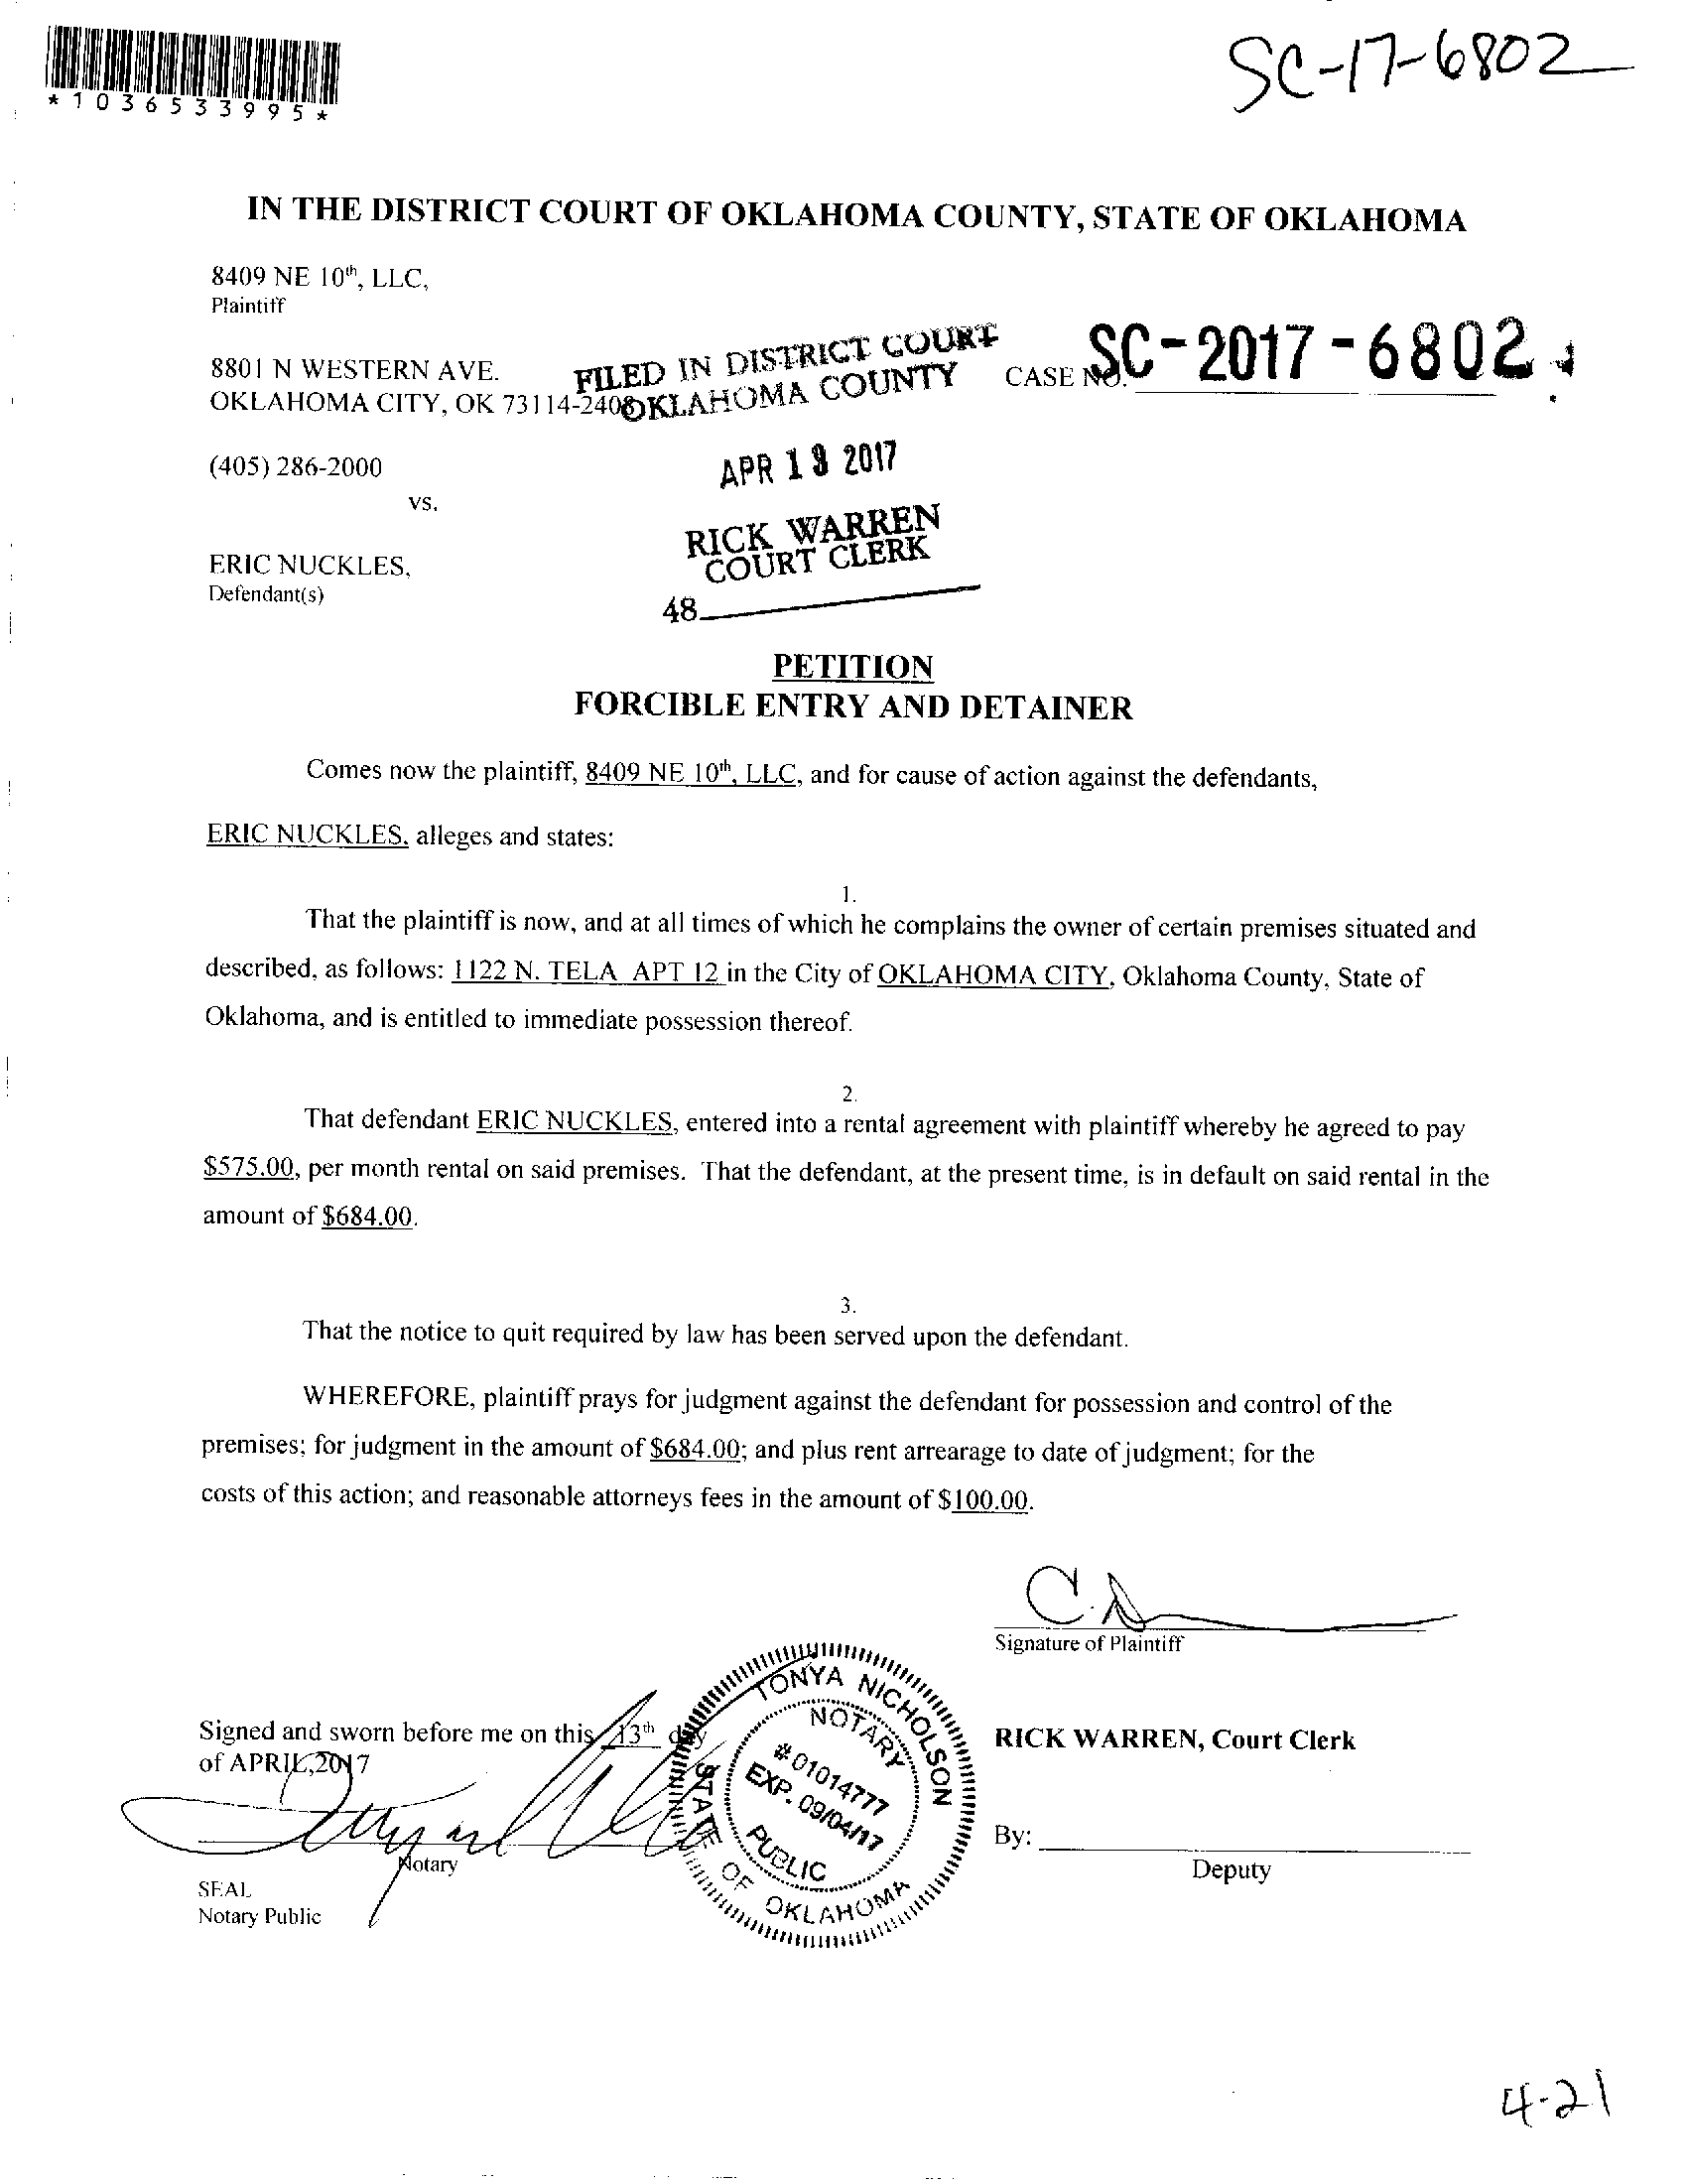 SC-17-6802
*1036533995*
IN THE DISTRICT COURT OF OKLAHOMA COUNTY, STATE OF OKLAHOMA
8409 NE 10th, LLC,
Plaintiff
8801 N WESTERN AVE.
OKLAHOMA CITY, OK 73114-2408
FILED IN DISTRICT COURT
OKLAHOMA COUNTY
CASE NO. SC-2017-6802
(405) 286-2000
APR 19 2017
vs.
RICK WARREN
COURT CLERK
ERIC NUCKLES,
Defendant(s)
48
PETITION
FORCIBLE ENTRY AND DETAINER
Comes now the plaintiff, 8409 NE 10th, LLC, and for cause of action against the defendants,
ERIC NUCKLES, alleges and states:
1.
That the plaintiff is now, and at all times of which he complains the owner of certain premises situated and
described, as follows: 1122 N. TELA APT 12 in the City of OKLAHOMA CITY, Oklahoma County, State of
Oklahoma, and is entitled to immediate possession thereof.
2.
That defendant ERIC NUCKLES, entered into a rental agreement with plaintiff whereby he agreed to pay
$575.00, per month rental on said premises. That the defendant, at the present time, is in default on said rental in the
amount of $684.00.
3.
That the notice to quit required by law has been served upon the defendant.
WHEREFORE, plaintiff prays for judgment against the defendant for possession and control of the
premises; for judgment in the amount of $684.00; and plus rent arrearage to date of judgment; for the
costs of this action; and reasonable attorneys fees in the amount of $100.00.
Signature of Plaintiff
Signed and sworn before me on this 13th day
of APRIL,2017
TONYA NICHOLSON
NOTARY
#01014777
EXP. 09/04/17
PUBLIC
STATE OF OKLAHOMA
RICK WARREN, Court Clerk
By:
Deputy
Notary
SEAL
Notary Public
4-21